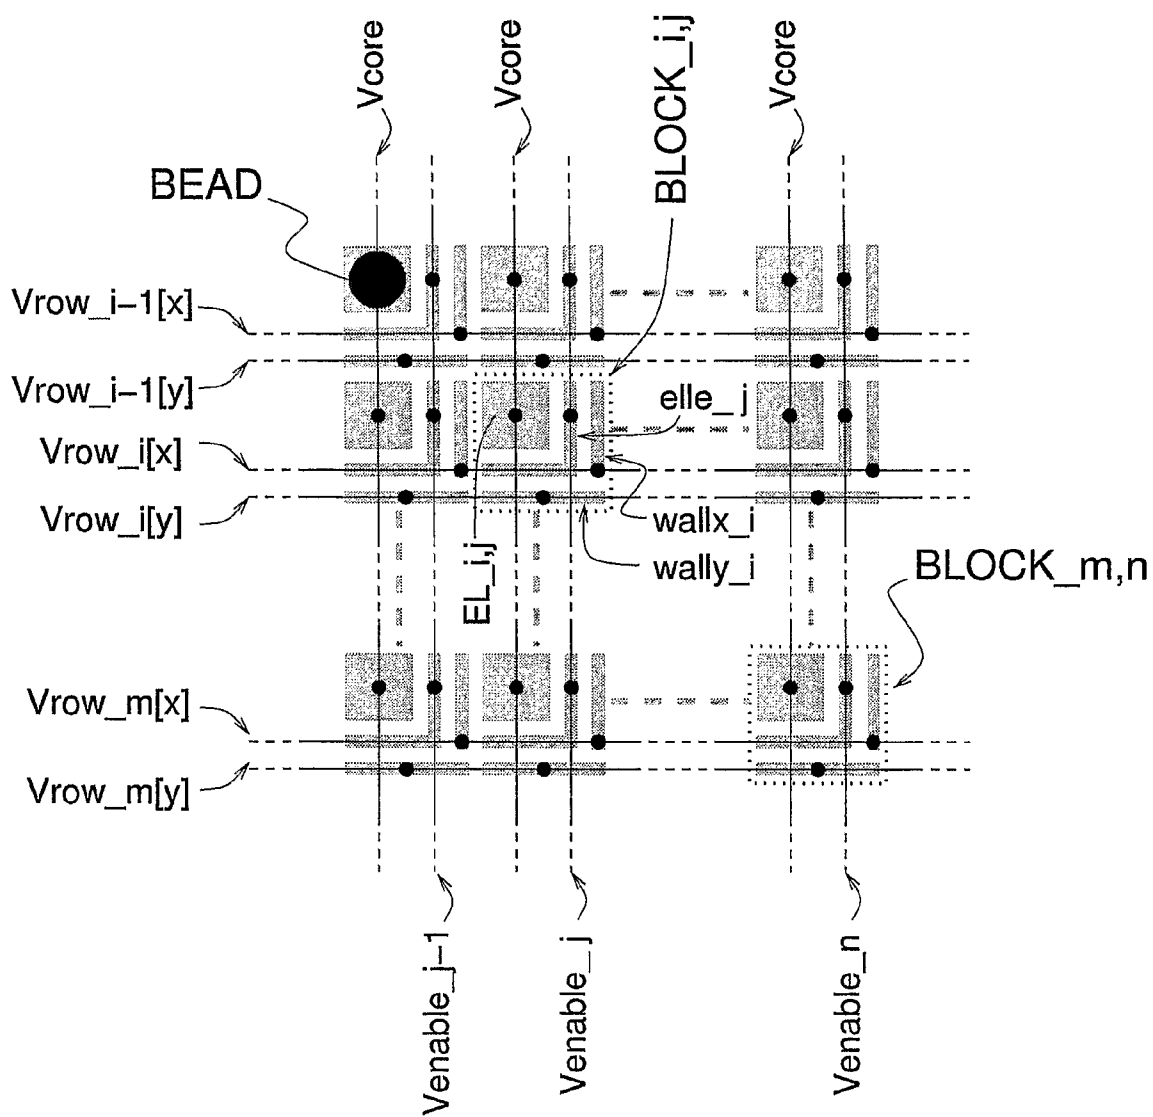 Vcore
Vcore
BLOCK_i,j
Vcore
BEAD
Vrow_i-1[x]
Vrow_i-1[y]
elle_j
Vrow_i[x]
Vrow_i[y]
wallx_i
wally_i
EL_i,j
BLOCK_m,n
Vrow_m[x]
Vrow_m[y]
Venable_j-1
Venable_j
Venable_n